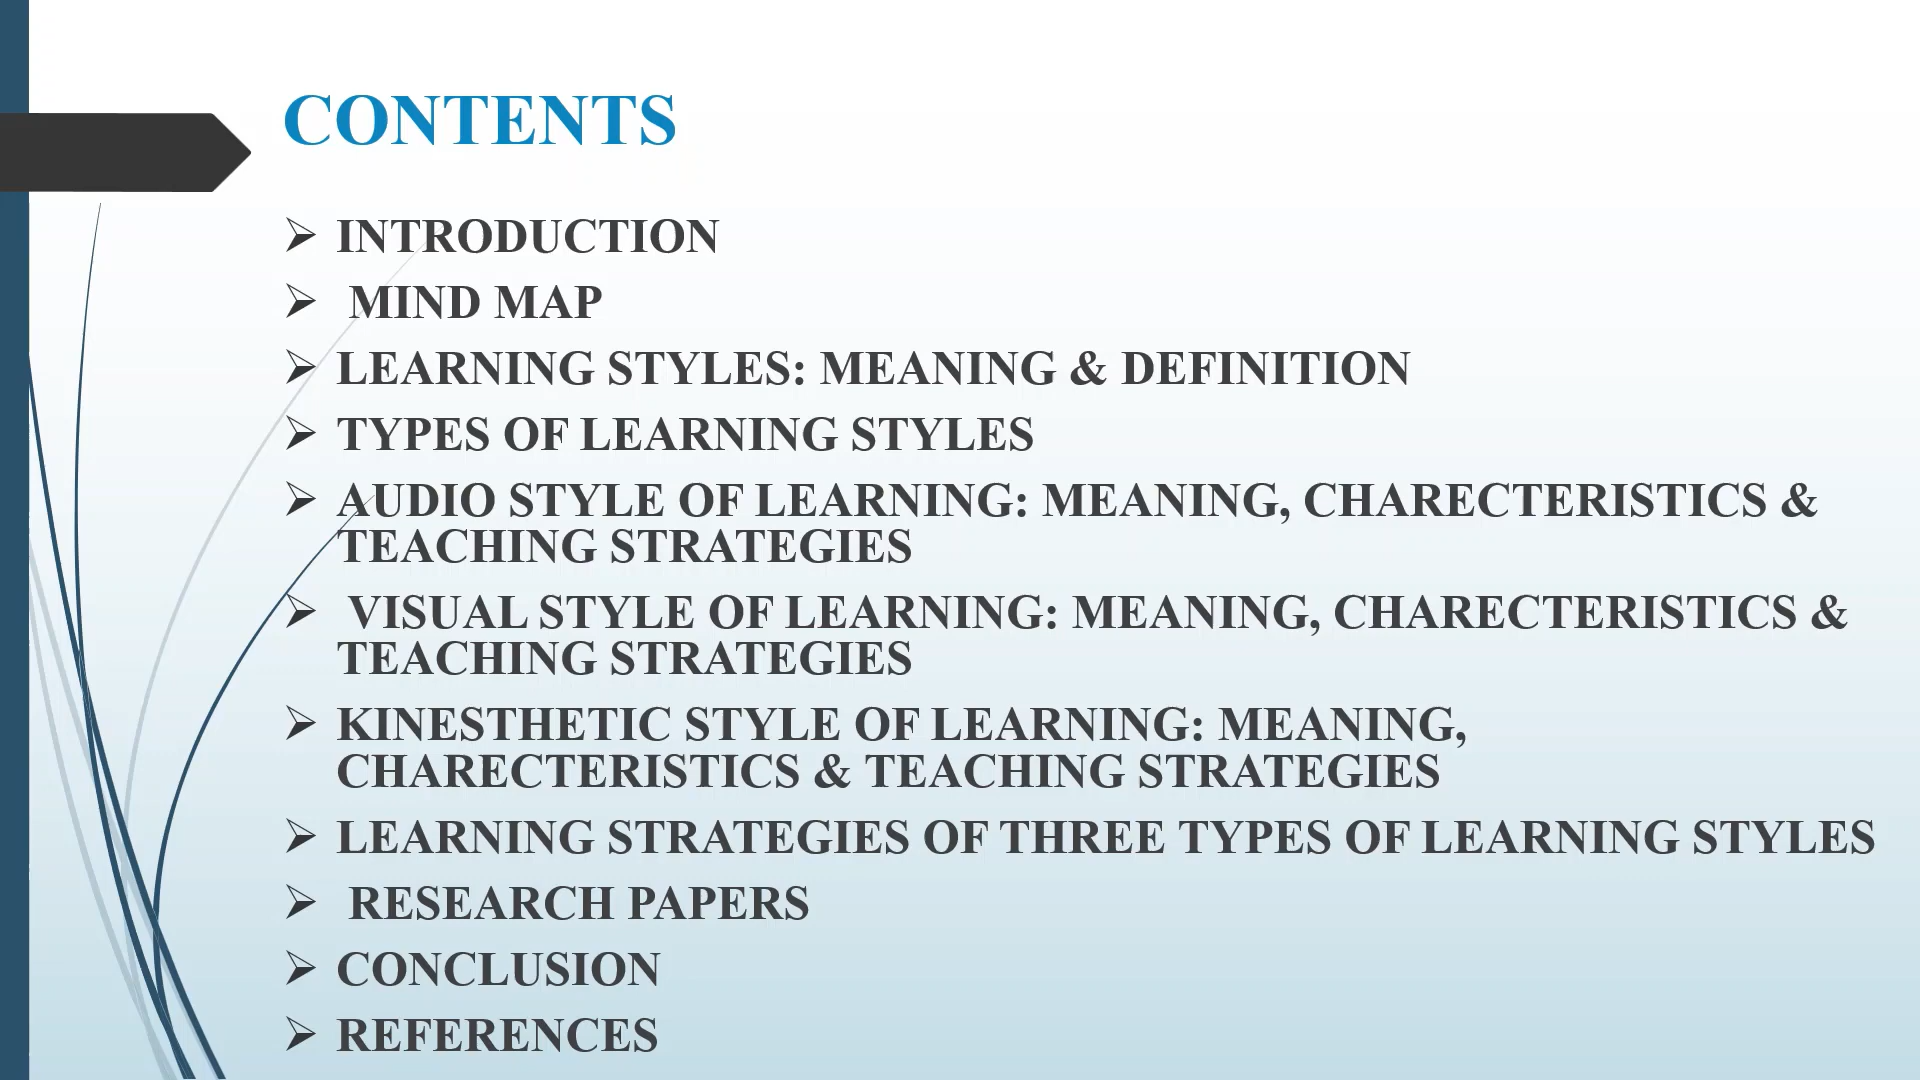 CONTENTS
➢ INTRODUCTION
➢ MIND MAP
➢ LEARNING STYLES: MEANING & DEFINITION
➢ TYPES OF LEARNING STYLES
➢ AUDIO STYLE OF LEARNING: MEANING, CHARECTERISTICS &
TEACHING STRATEGIES
➢ VISUAL STYLE OF LEARNING: MEANING, CHARECTERISTICS &
TEACHING STRATEGIES
➢ KINESTHETIC STYLE OF LEARNING: MEANING,
CHARECTERISTICS & TEACHING STRATEGIES
➢ LEARNING STRATEGIES OF THREE TYPES OF LEARNING STYLES
➢ RESEARCH PAPERS
➢ CONCLUSION
➢ REFERENCES